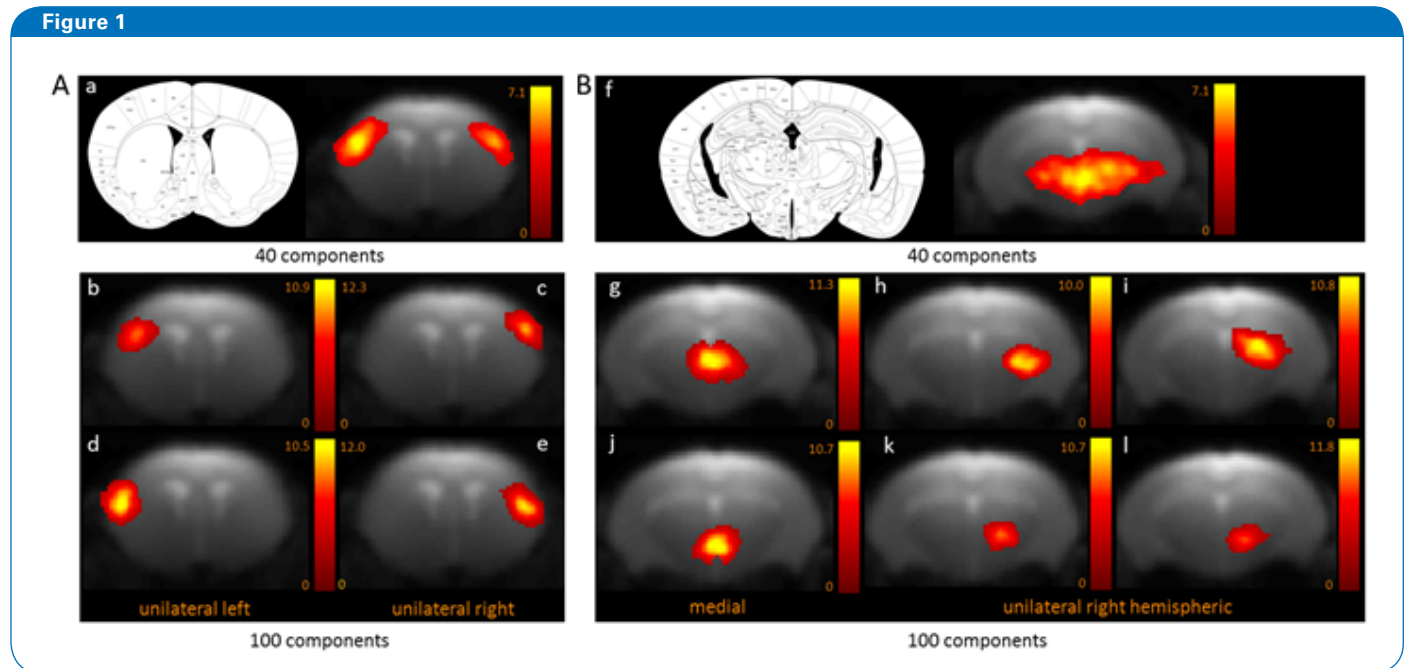 Figure 1
A
a
7.1
0
B
f
7.1
0
40 components
40 components
b
10.9
0
12.3
c
0
g
11.3
0
h
10.0
0
i
10.8
0
d
10.5
0
12.0
e
0
j
10.7
0
k
10.7
0
l
11.8
0
unilateral left
unilateral right
medial
unilateral right hemispheric
100 components
100 components